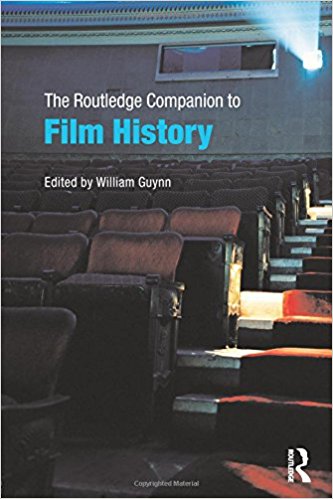 The Routledge Companion to
Film History
Edited by William Guynn
ROUTLEDGE